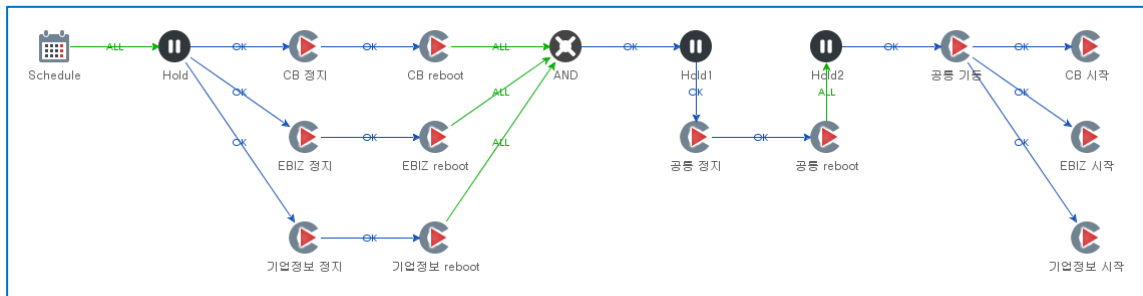 ALL
OK
OK
ALL
OK
OK
OK
Schedule
Hold
CB 정지
CB reboot
AND
Hold1
Hold2
공통 기동
CB 시작
OK
ALL
OK
ALL
OK
OK
OK
ALL
OK
OK
EBIZ 정지
EBIZ reboot
공통 정지
공통 reboot
EBIZ 시작
OK
기업정보 정지
기업정보 reboot
기업정보 시작